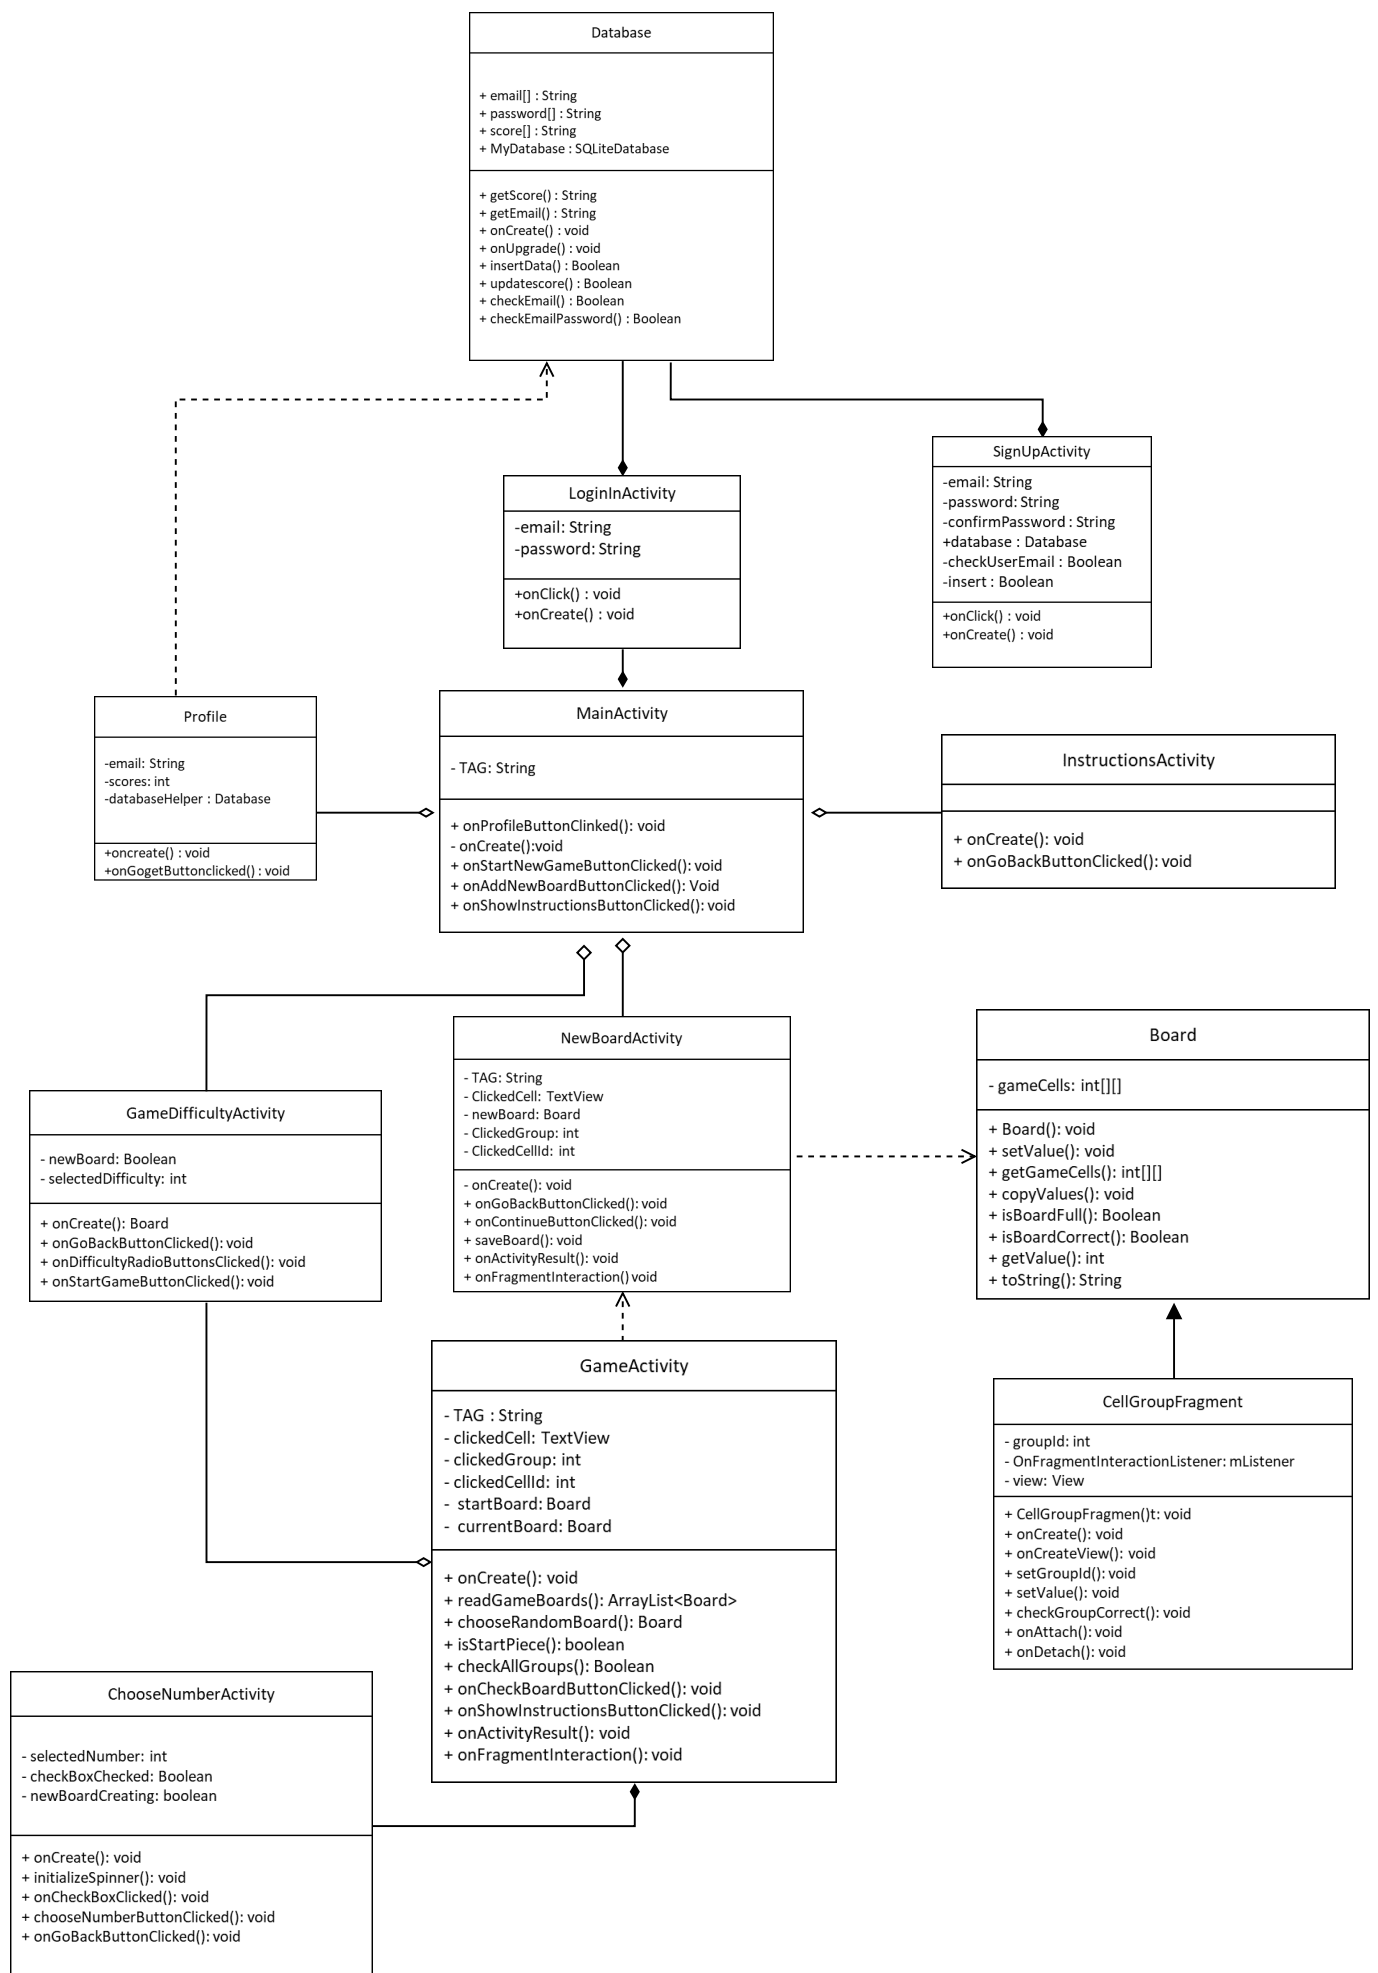 Database
+ email[] : String
+ password[] : String
+ score[] : String
+ MyDatabase : SQLiteDatabase
+ getScore() : String
+ getEmail() : String
+ onCreate() : void
+ onUpgrade() : void
+ insertData() : Boolean
+ updatescore() : Boolean
+ checkEmail() : Boolean
+ checkEmailPassword() : Boolean
LoginInActivity
-email: String
-password: String
+onClick() : void
+onCreate() : void
SignUpActivity
-email: String
-password: String
-confirmPassword : String
+database : Database
-checkUserEmail : Boolean
-insert : Boolean
+onClick() : void
+onCreate() : void
Profile
-email: String
-scores: int
-databaseHelper : Database
+oncreate() : void
+onGogetButtonclicked() : void
MainActivity
- TAG: String
+ onProfileButtonClinked(): void
- onCreate():void
+ onStartNewGameButtonClicked(): void
+ onAddNewBoardButtonClicked(): Void
+ onShowInstructionsButtonClicked(): void
InstructionsActivity
+ onCreate(): void
+ onGoBackButtonClicked(): void
GameDifficultyActivity
- newBoard: Boolean
- selectedDifficulty: int
+ onCreate(): Board
+ onGoBackButtonClicked(): void
+ onDifficultyRadioButtonsClicked(): void
+ onStartGameButtonClicked(): void
NewBoardActivity
- TAG: String
- ClickedCell: TextView
- newBoard: Board
- ClickedGroup: int
- ClickedCellId: int
- onCreate(): void
+ onGoBackButtonClicked(): void
+ onContinueButtonClicked(): void
+ saveBoard(): void
+ onActivityResult(): void
+ onFragmentInteraction() void
Board
- gameCells: int[][]
+ Board(): void
+ setValue(): void
+ getGameCells(): int[][]
+ copyValues(): void
+ isBoardFull(): Boolean
+ isBoardCorrect(): Boolean
+ getValue(): int
+ toString(): String
GameActivity
- TAG : String
- clickedCell: TextView
- clickedGroup: int
- clickedCellId: int
- startBoard: Board
- currentBoard: Board
+ onCreate(): void
+ readGameBoards(): ArrayList<Board>
+ chooseRandomBoard(): Board
+ isStartPiece(): boolean
+ checkAllGroups(): Boolean
+ onCheckBoardButtonClicked(): void
+ onShowInstructionsButtonClicked(): void
+ onActivityResult(): void
+ onFragmentInteraction(): void
CellGroupFragment
- groupId: int
- OnFragmentInteractionListener: mListener
- view: View
+ CellGroupFragmen()t: void
+ onCreate(): void
+ onCreateView(): void
+ setGroupId(): void
+ setValue(): void
+ checkGroupCorrect(): void
+ onAttach(): void
+ onDetach(): void
ChooseNumberActivity
- selectedNumber: int
- checkBoxChecked: Boolean
- newBoardCreating: boolean
+ onCreate(): void
+ initializeSpinner(): void
+ onCheckBoxClicked(): void
+ chooseNumberButtonClicked(): void
+ onGoBackButtonClicked(): void